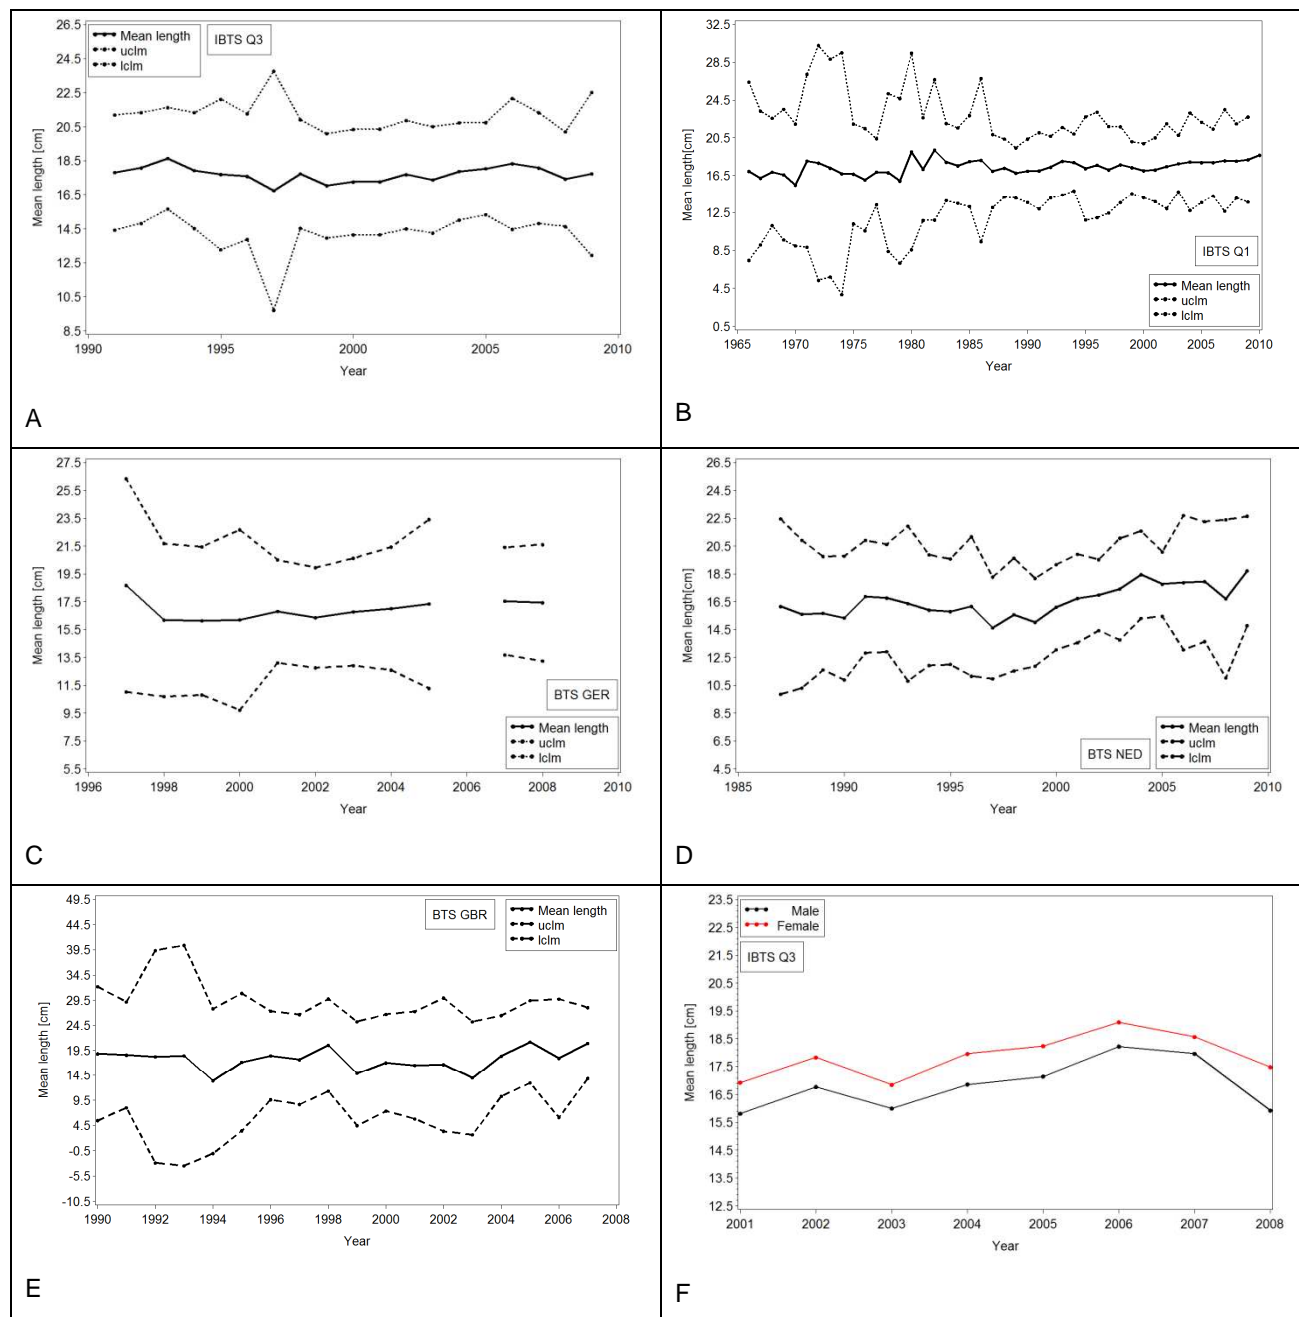 26.5
24.5
22.5
20.5
18.5
16.5
14.5
12.5
10.5
8.5
Mean length [cm]
Mean length
uclm
lclm
IBTS Q3
1990 1995 2000 2005 2010
Year
A
32.5
28.5
24.5
20.5
16.5
12.5
8.5
4.5
0.5
Mean length[cm]
IBTS Q1
Mean length
uclm
lclm
1965 1970 1975 1980 1985 1990 1995 2000 2005 2010
Year
B
27.5
25.5
23.5
21.5
19.5
17.5
15.5
13.5
11.5
9.5
7.5
5.5
Mean length [cm]
BTS GER
Mean length
uclm
lclm
1996 1998 2000 2002 2004 2006 2008 2010
Year
C
26.5
24.5
22.5
20.5
18.5
16.5
14.5
12.5
10.5
8.5
6.5
4.5
Mean length[cm]
BTS NED
Mean length
uclm
lclm
1985 1990 1995 2000 2005 2010
Year
D
49.5
44.5
39.5
34.5
29.5
24.5
19.5
14.5
9.5
4.5
-0.5
-5.5
-10.5
Mean length [cm]
BTS GBR
Mean length
uclm
lclm
1990 1992 1994 1996 1998 2000 2002 2004 2006 2008
Year
E
23.5
22.5
21.5
20.5
19.5
18.5
17.5
16.5
15.5
14.5
13.5
12.5
Mean length [cm]
Male
Female
IBTS Q3
2001 2002 2003 2004 2005 2006 2007 2008
Year
F